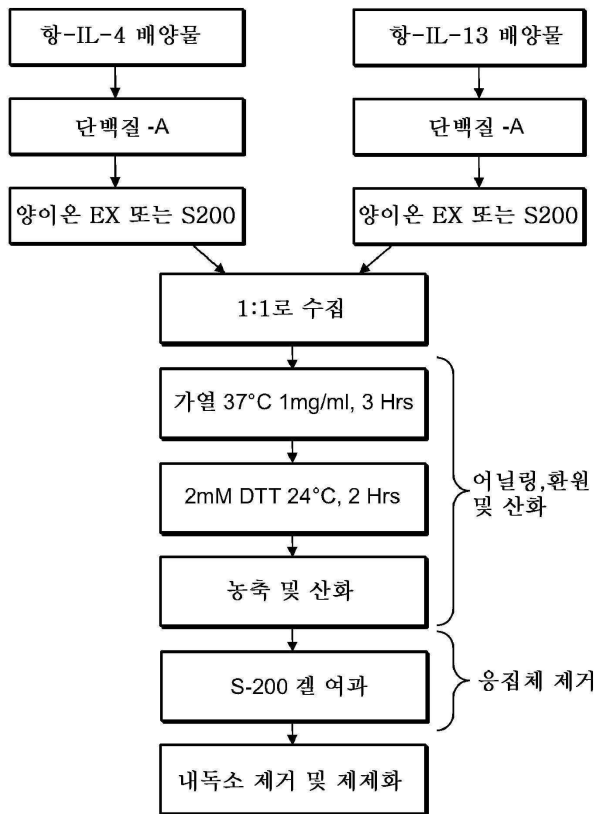 항-IL-4 배양물
항-IL-13 배양물
단백질 -A
단백질 -A
양이온 EX 또는 S200
양이온 EX 또는 S200
1:1로 수집
가열 37°C 1mg/ml, 3 Hrs
2mM DTT 24°C, 2 Hrs
농축 및 산화
어닐링,환원
및 산화
S-200 겔 여과
응집체 제거
내독소 제거 및 제제화